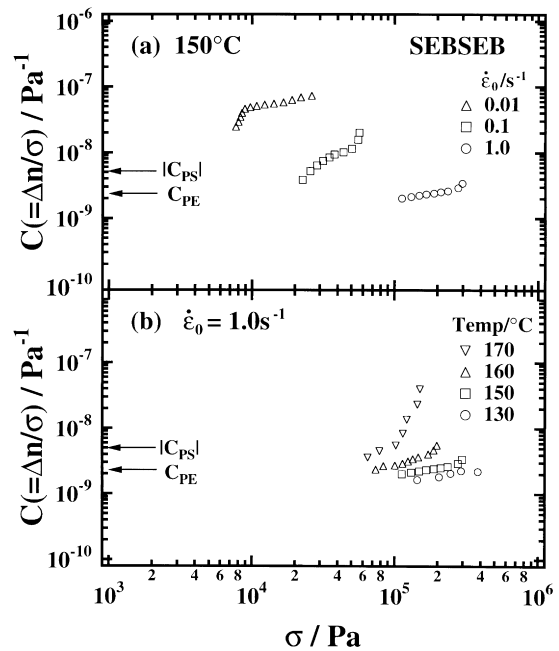 10⁻⁶
(a) 150°C SEBSEB
ε̇₀/s⁻¹
△ 0.01
□ 0.1
○ 1.0
10⁻⁷
10⁻⁸
10⁻⁹
10⁻¹⁰
C(=Δn/σ) / Pa⁻¹
|C_PS|
C_PE
(b) ε̇₀ = 1.0s⁻¹
Temp/°C
▽ 170
△ 160
□ 150
○ 130
10⁻⁷
10⁻⁸
10⁻⁹
10⁻¹⁰
C(=Δn/σ) / Pa⁻¹
|C_PS|
C_PE
10³ 2 4 6 8 10⁴ 2 4 6 8 10⁵ 2 4 6 8 10⁶
σ / Pa